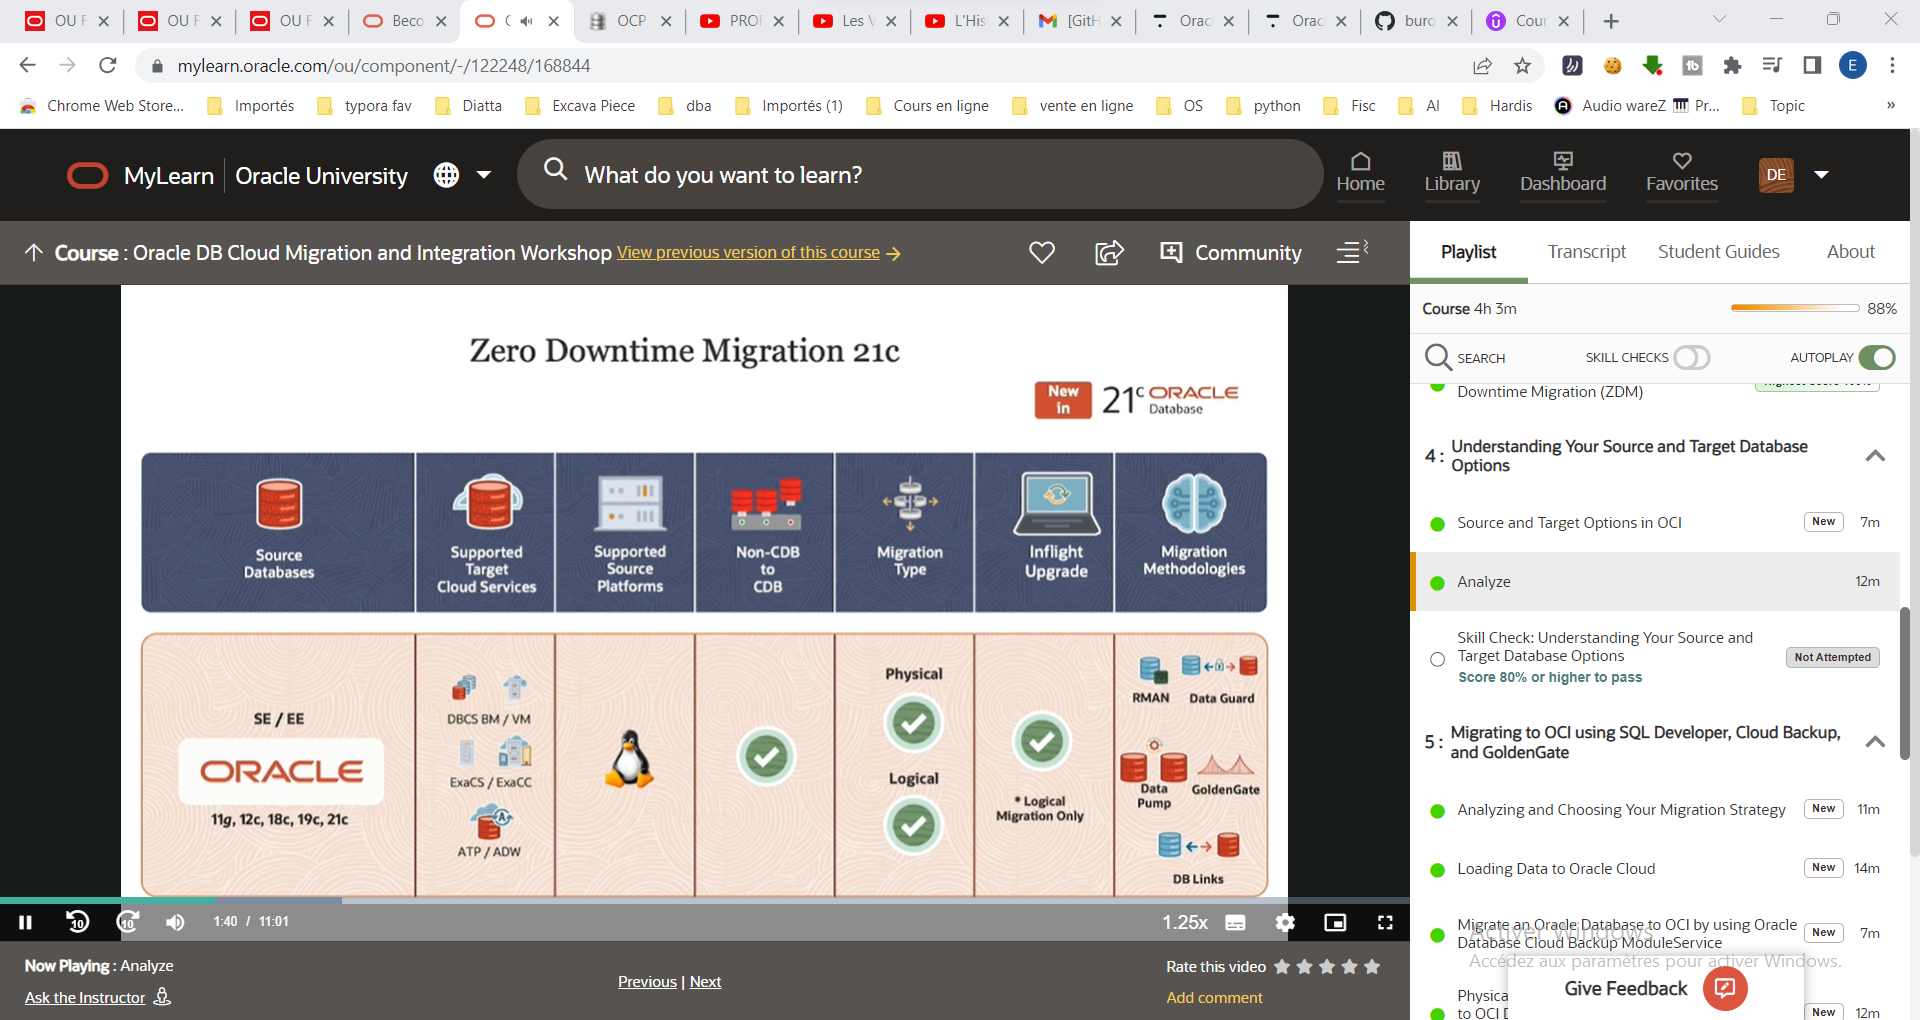 OU F
OU F
OU F
Beco
C
OCP
PROF
Les V
L'His
[GitH
Orac
Orac
buro
Cour
mylearn.oracle.com/ou/component/-/122248/168844
E
Chrome Web Store...
Importés
typora fav
Diatta
Excava Piece
dba
Importés (1)
Cours en ligne
vente en ligne
OS
python
Fisc
AI
Hardis
Audio wareZ
Pr...
Topic
»
MyLearn
Oracle University
What do you want to learn?
Home
Library
Dashboard
Favorites
DE
Course : Oracle DB Cloud Migration and Integration Workshop View previous version of this course
Community
Playlist
Transcript
Student Guides
About
Course 4h 3m
88%
SEARCH
SKILL CHECKS
AUTOPLAY
Zero Downtime Migration 21c
New
in
21c ORACLE
Database
Source
Databases
Supported
Target
Cloud Services
Supported
Source
Platforms
Non-CDB
to
CDB
Migration
Type
Inflight
Upgrade
Migration
Methodologies
SE / EE
ORACLE
11g, 12c, 18c, 19c, 21c
DBCS BM / VM
ExaCS / ExaCC
A
ATP / ADW
Physical
Logical
* Logical
Migration Only
RMAN
Data Guard
Data
Pump
GoldenGate
DB Links
10
10
1:40 / 11:01
1.25x
Now Playing : Analyze
Ask the Instructor
Previous | Next
Rate this video
Add comment
Downtime Migration (ZDM)
4 : Understanding Your Source and Target Database
Options
Source and Target Options in OCI
New
7m
Analyze
12m
Skill Check: Understanding Your Source and
Target Database Options
Score 80% or higher to pass
Not Attempted
5 : Migrating to OCI using SQL Developer, Cloud Backup,
and GoldenGate
Analyzing and Choosing Your Migration Strategy
New
11m
Loading Data to Oracle Cloud
New
14m
Migrate an Oracle Database to OCI by using Oracle
Database Cloud Backup ModuleService
New
7m
Activer Windows
Accédez aux paramètres pour activer Windows.
Physica
to OCI
New
12m
Give Feedback